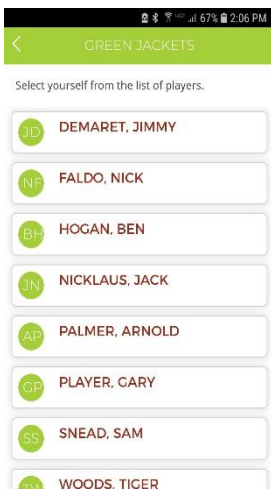 67% 2:06 PM
GREEN JACKETS
Select yourself from the list of players.
JD DEMARET, JIMMY
NF FALDO, NICK
BH HOGAN, BEN
JN NICKLAUS, JACK
AP PALMER, ARNOLD
GP PLAYER, GARY
SS SNEAD, SAM
TW WOODS, TIGER